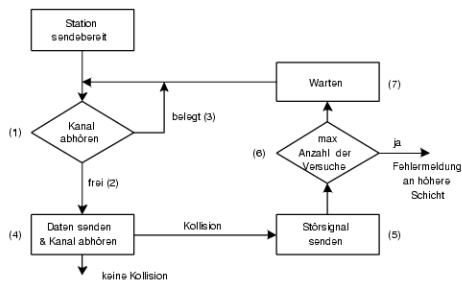 Station
sendebereit
Warten
(7)
belegt (3)
(1)
Kanal
abhören
max
Anzahl der
Versuche
(6)
ja
Fehlermeldung
an höhere
Schicht
frei (2)
(4)
Daten senden
& Kanal abhören
Kollision
Störsignal
senden
(5)
keine Kollision